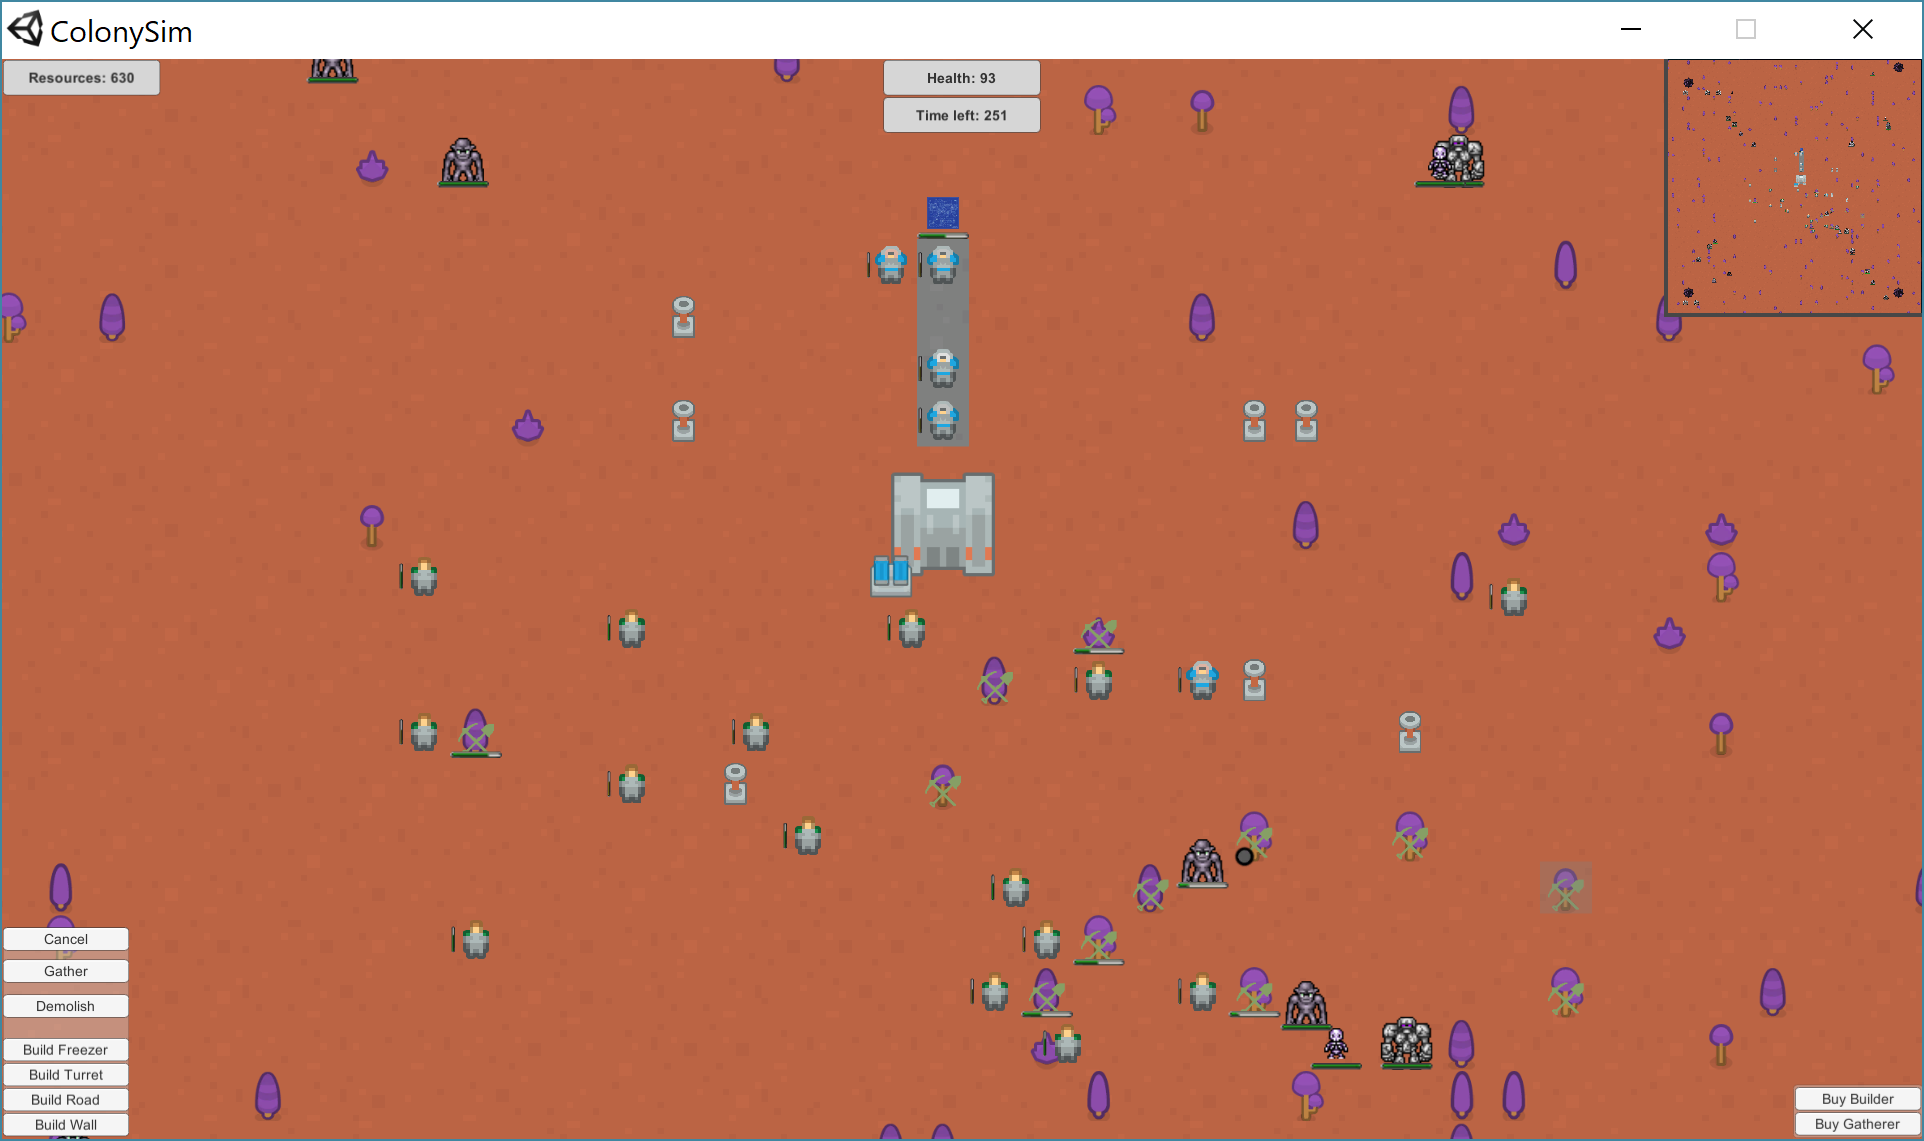 ColonySim
Resources: 630
Health: 93
Time left: 251
Cancel
Gather
Demolish
Build Freezer
Build Turret
Build Road
Build Wall
Buy Builder
Buy Gatherer